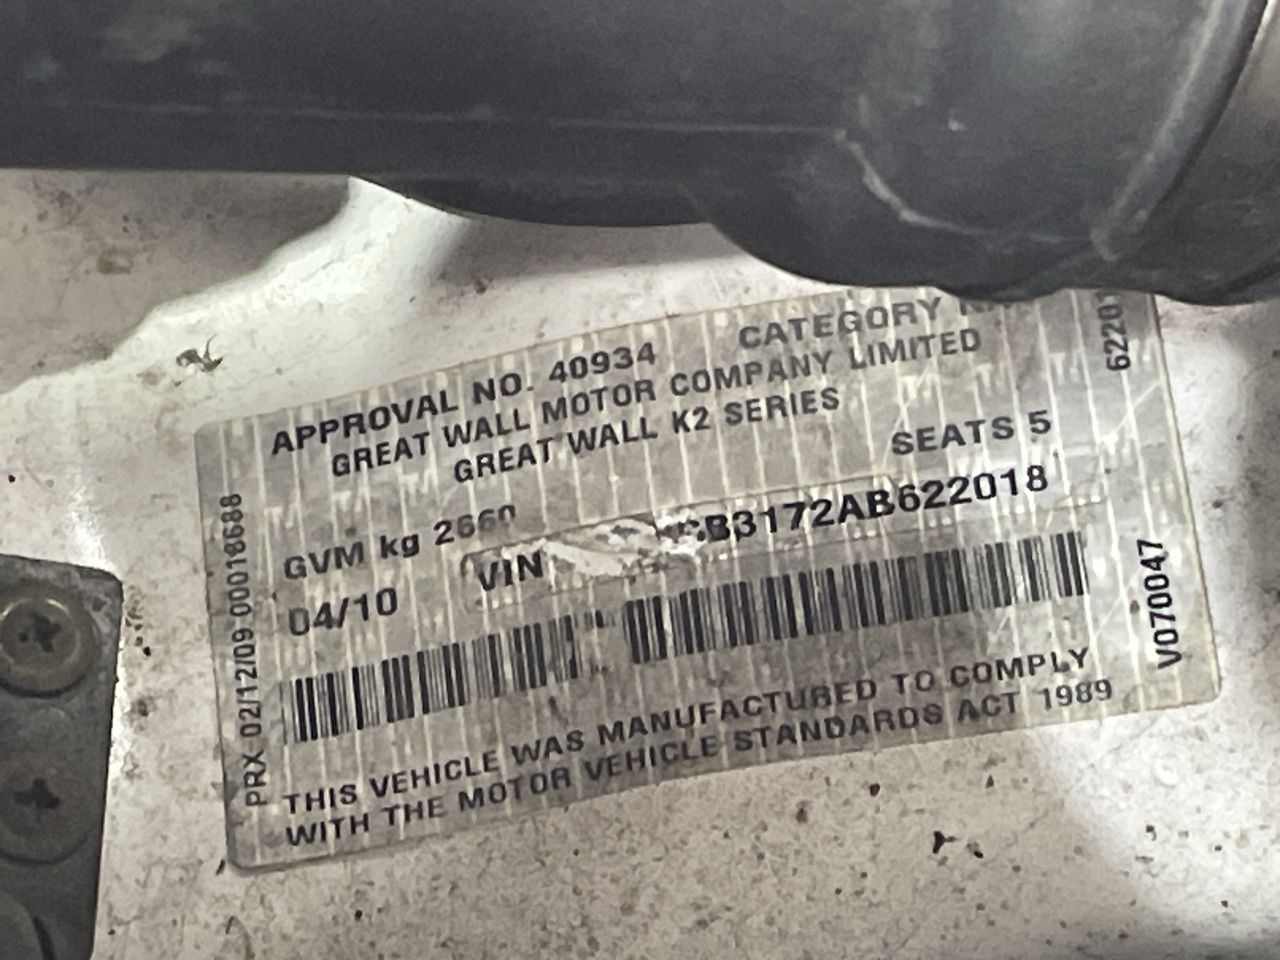 APPROVAL NO. 40934
CATEGORY
GREAT WALL MOTOR COMPANY LIMITED
GREAT WALL K2 SERIES
SEATS 5
GVM kg 2660
04/10
VIN
B3172AB622018
THIS VEHICLE WAS MANUFACTURED TO COMPLY
WITH THE MOTOR VEHICLE STANDARDS ACT 1989
PRX 02/12/09 00018688
V070047